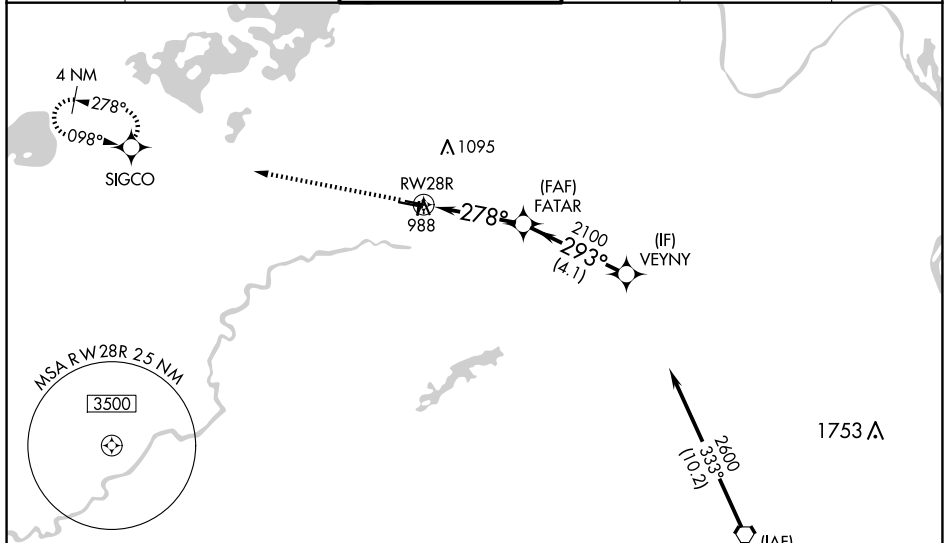 4 NM
278°
098°
SIGCO
1095
RW28R
988
278°
(FAF)
FATAR
2100
293°
(4.1)
(IF)
VEYNY
MSA RW28R 25 NM
3500
1753
2600
333°
(10.2)
(IAF)